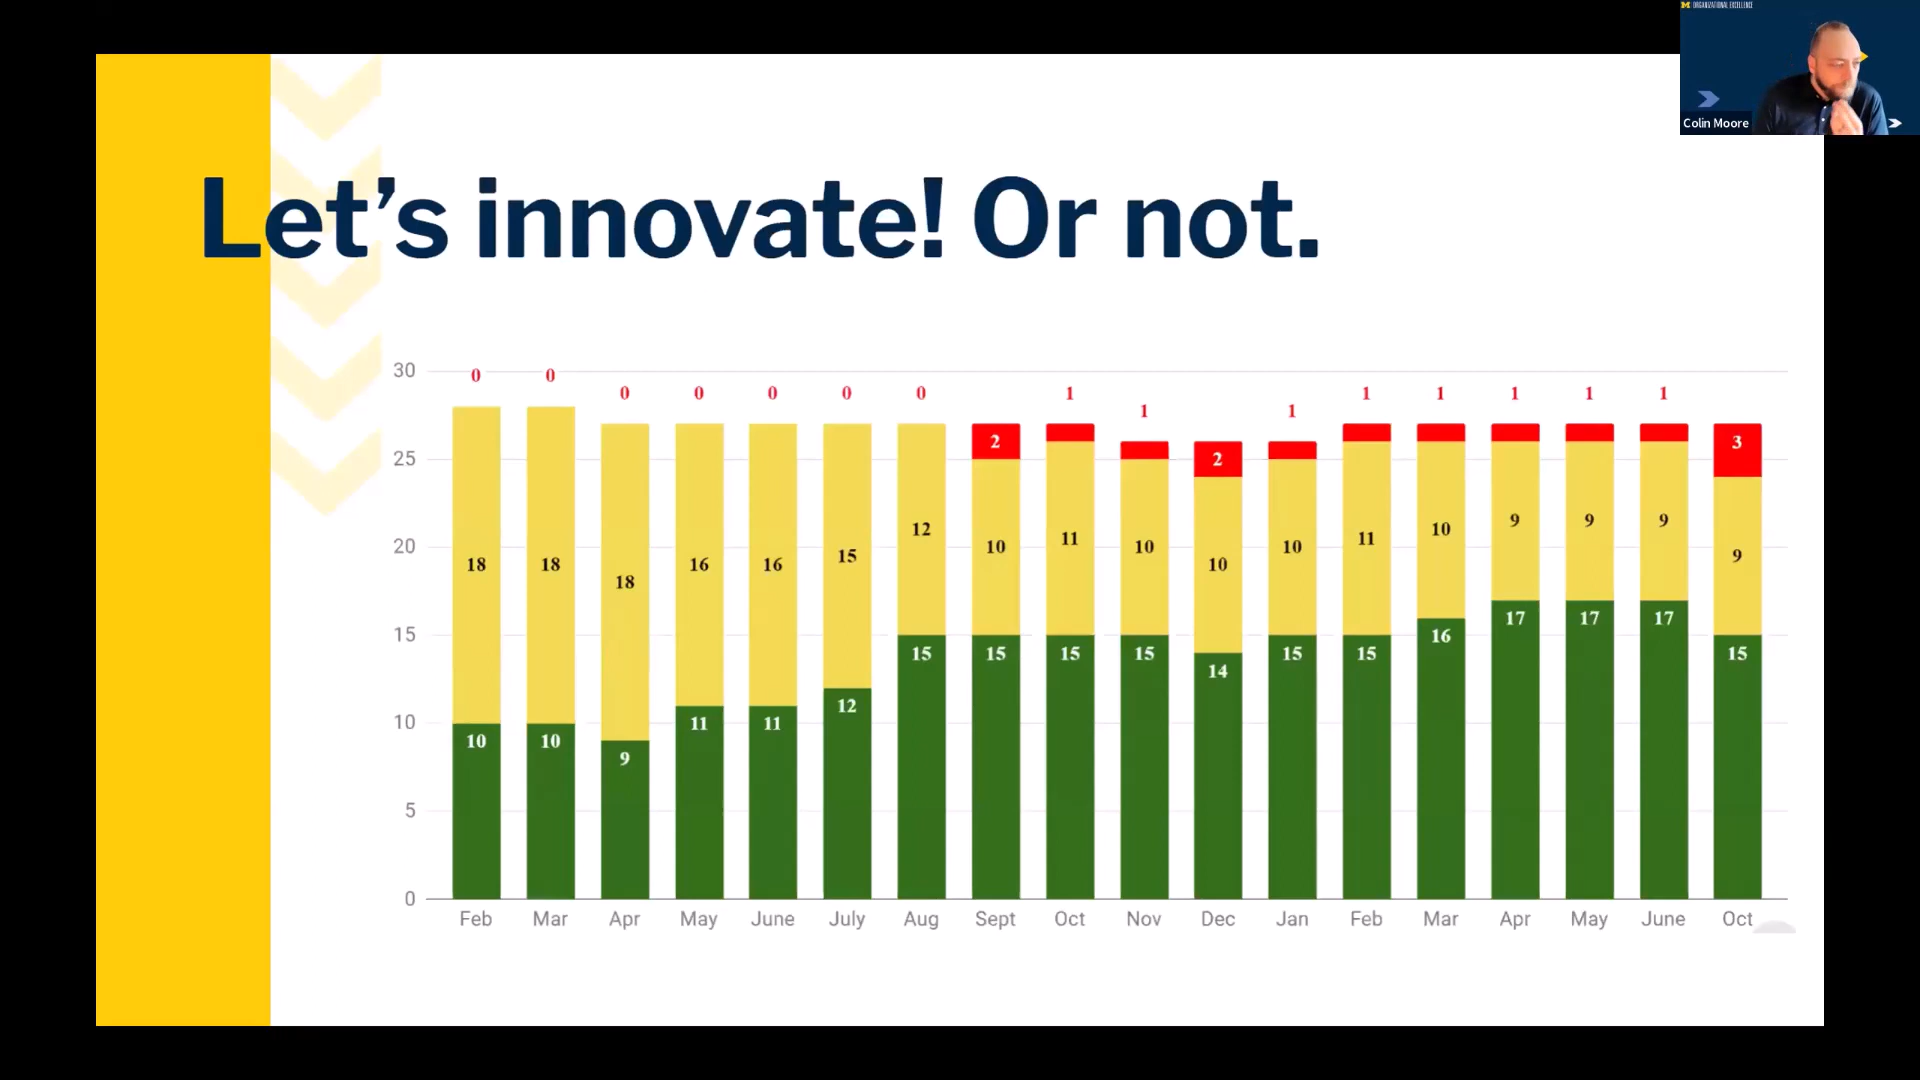 M ORGANIZATIONAL EXCELLENCE
Colin Moore
Let's innovate! Or not.
30
25
20
15
10
5
0
0 0 0 0 0 0 0 2 1 1 2 1 1 1 1 1 1 3
18 18 18 16 16 15 12 10 11 10 10 10 11 10 9 9 9 9
10 10 9 11 11 12 15 15 15 15 14 15 15 16 17 17 17 15
Feb Mar Apr May June July Aug Sept Oct Nov Dec Jan Feb Mar Apr May June Oct